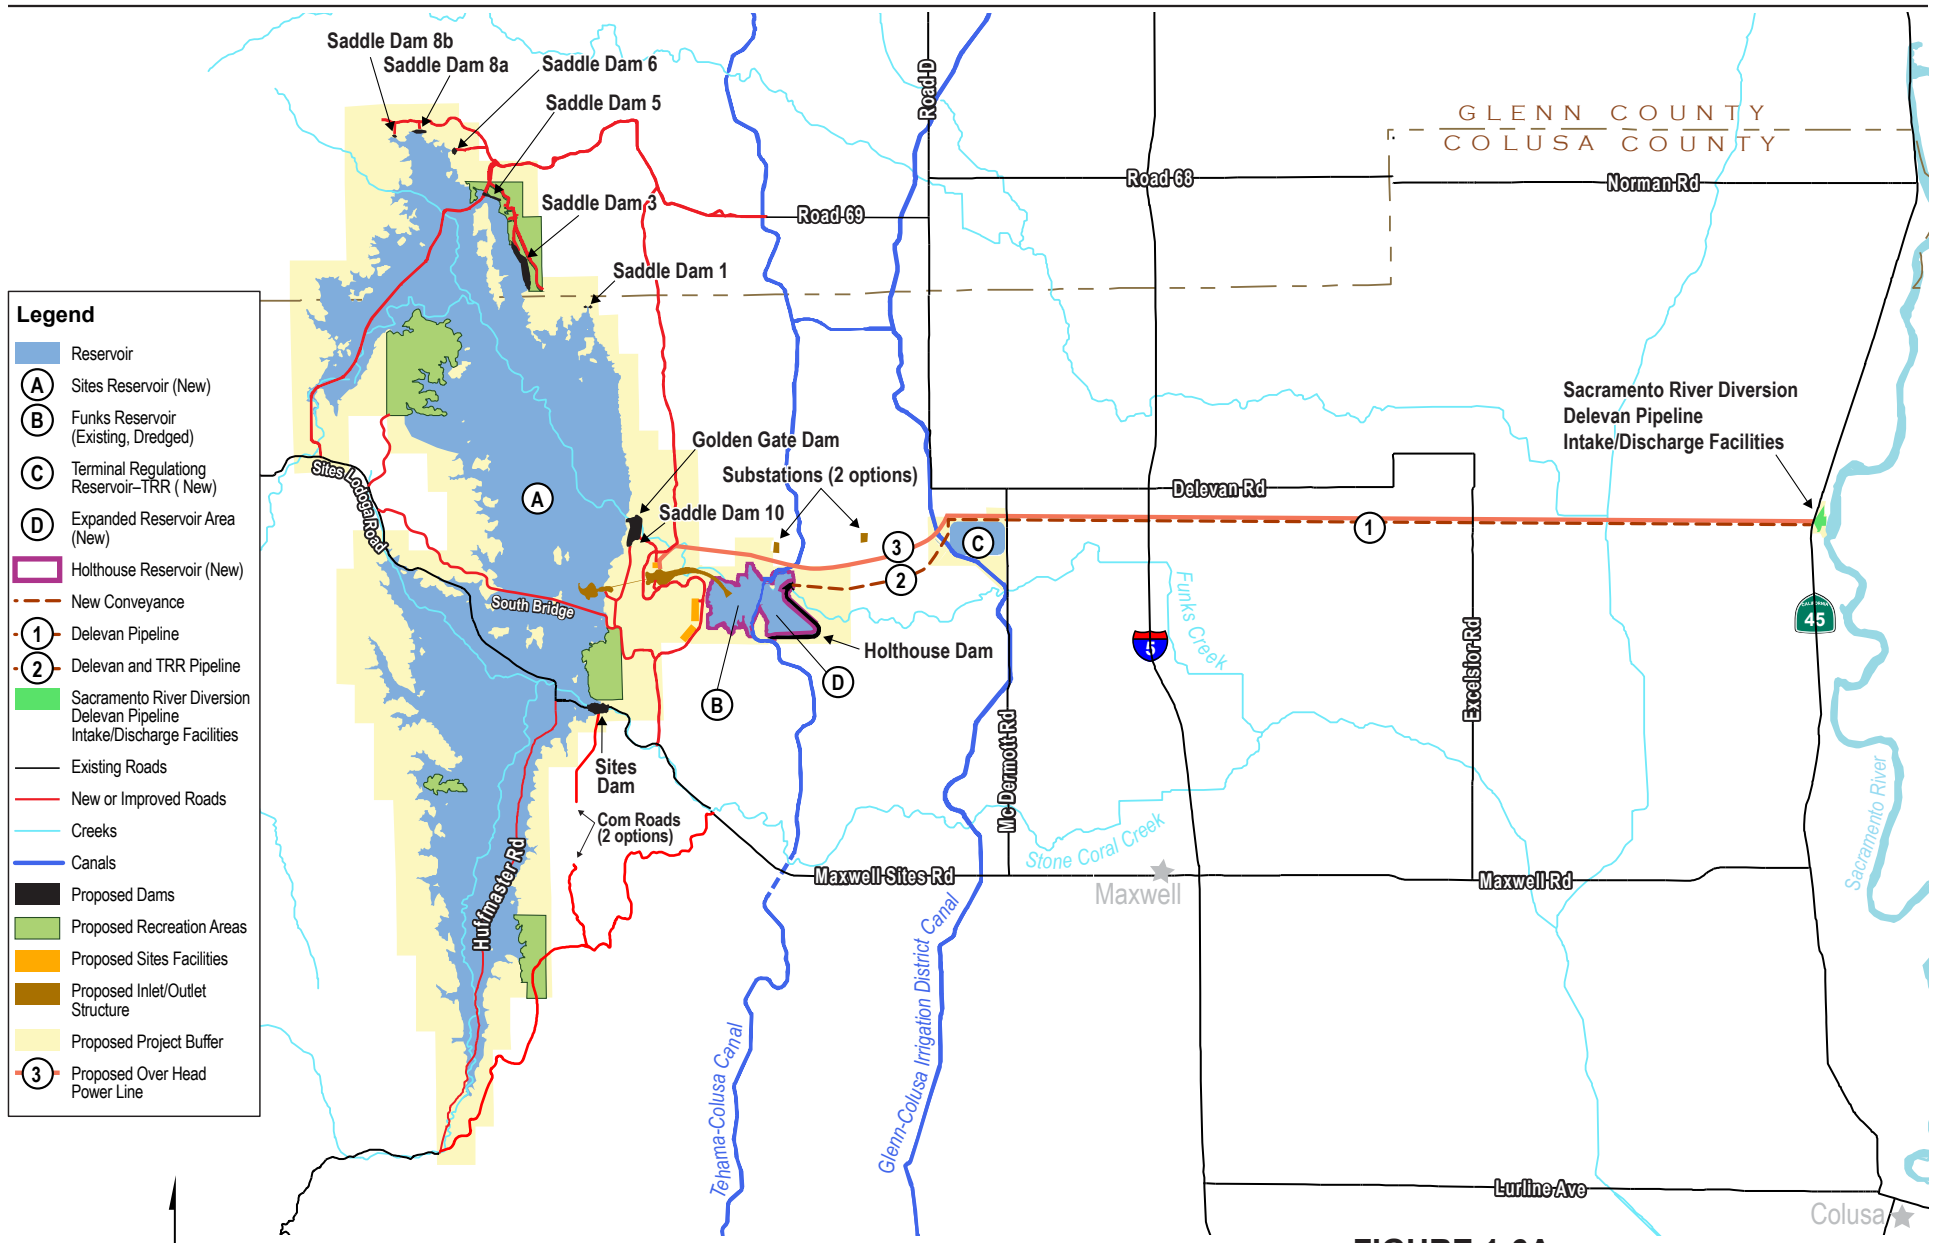 Saddle Dam 8b
Saddle Dam 8a
Saddle Dam 6
Saddle Dam 5
Saddle Dam 3
Saddle Dam 1
Road D
GLENN COUNTY
COLUSA COUNTY
Road 68
Norman Rd
Road 69
Legend
Reservoir
A Sites Reservoir (New)
B Funks Reservoir
(Existing, Dredged)
C Terminal Regulationg
Reservoir–TRR ( New)
D Expanded Reservoir Area
(New)
Holthouse Reservoir (New)
New Conveyance
1 Delevan Pipeline
2 Delevan and TRR Pipeline
Sacramento River Diversion
Delevan Pipeline
Intake/Discharge Facilities
Existing Roads
New or Improved Roads
Creeks
Canals
Proposed Dams
Proposed Recreation Areas
Proposed Sites Facilities
Proposed Inlet/Outlet
Structure
Proposed Project Buffer
3 Proposed Over Head
Power Line
Sacramento River Diversion
Delevan Pipeline
Intake/Discharge Facilities
Golden Gate Dam
Substations (2 options)
Saddle Dam 10
Sites Lodoga Road
Delevan Rd
A
3
2
C
1
South Bridge
Funks Creek
CALIFORNIA
45
5
Holthouse Dam
D
B
Excelsior Rd
Mc Dermott Rd
Sites
Dam
Com Roads
(2 options)
Huffmaster Rd
Stone Coral Creek
Sacramento River
Maxwell Sites Rd
Maxwell
Maxwell Rd
Tehama-Colusa Canal
Glenn-Colusa Irrigation District Canal
Lurline Ave
Colusa